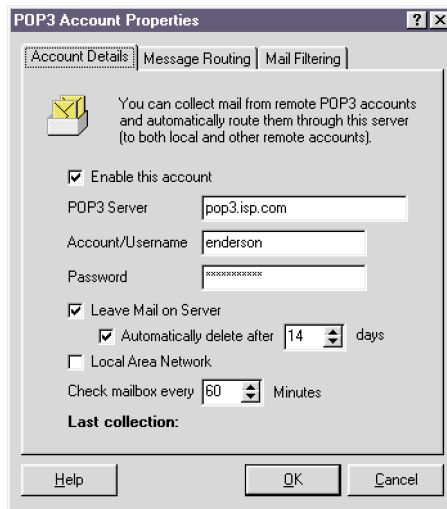 POP3 Account Properties
Account Details Message Routing Mail Filtering
You can collect mail from remote POP3 accounts
and automatically route them through this server
(to both local and other remote accounts).
Enable this account
POP3 Server pop3.isp.com
Account/Username enderson
Password ***********
Leave Mail on Server
Automatically delete after 14 days
Local Area Network
Check mailbox every 60 Minutes
Last collection:
Help OK Cancel